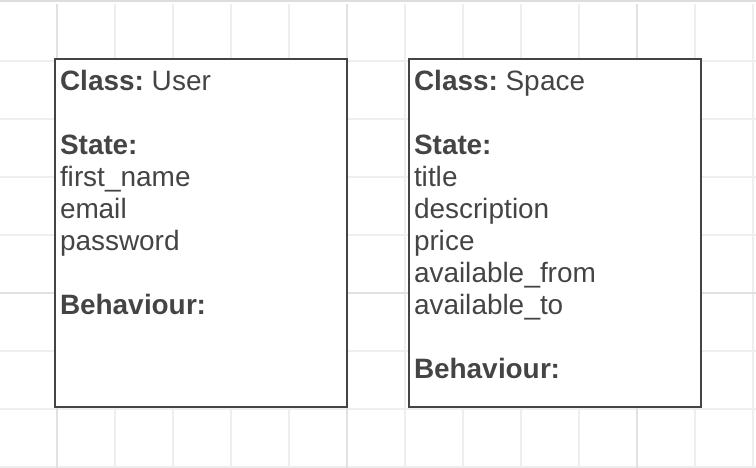 Class: User
State:
first_name
email
password
Behaviour:
Class: Space
State:
title
description
price
available_from
available_to
Behaviour: